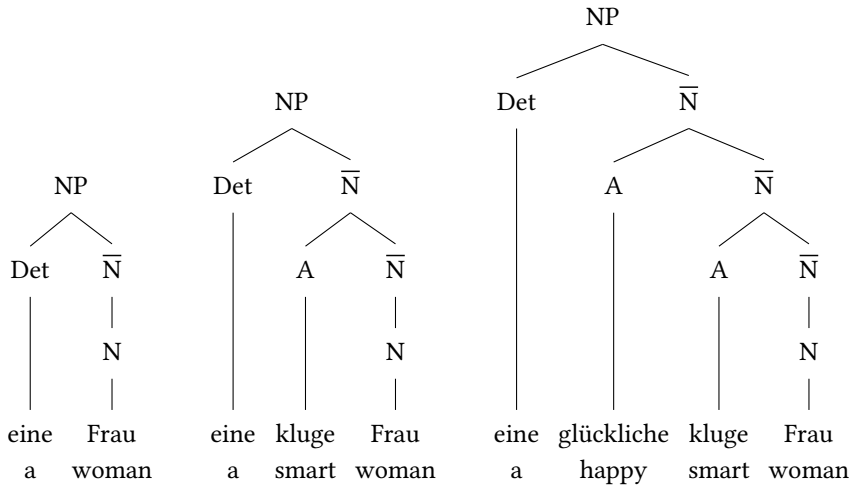 NP
NP Det N̅
NP Det N̅ A N̅
Det N̅ A N̅ A N̅
N N N
eine Frau eine kluge Frau eine glückliche kluge Frau
a woman a smart woman a happy smart woman